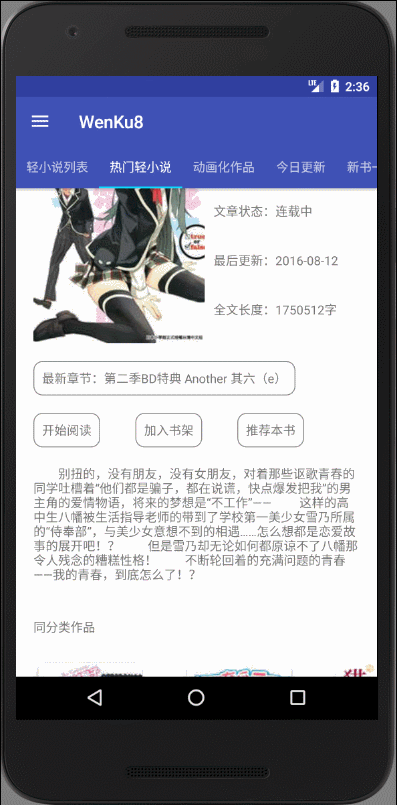 LTE 2:36
WenKu8
轻小说列表 热门轻小说 动画化作品 今日更新 新书一
文章状态：连载中
最后更新：2016-08-12
全文长度：1750512字
最新章节：第二季BD特典 Another 其六（e）
开始阅读 加入书架 推荐本书
别扭的，没有朋友，没有女朋友，对着那些讴歌青春的
同学吐槽着"他们都是骗子，都在说谎，快点爆发把我"的男
主角的爱情物语，将来的梦想是"不工作"——　　这样的高
中生八幡被生活指导老师的带到了学校第一美少女雪乃所属
的"侍奉部"，与美少女意想不到的相遇……怎么想都是恋爱故
事的展开吧！？　　但是雪乃却无论如何都原谅不了八幡那
令人残念的糟糕性格！　　不断轮回着的充满问题的青春
——我的青春，到底怎么了！？
同分类作品